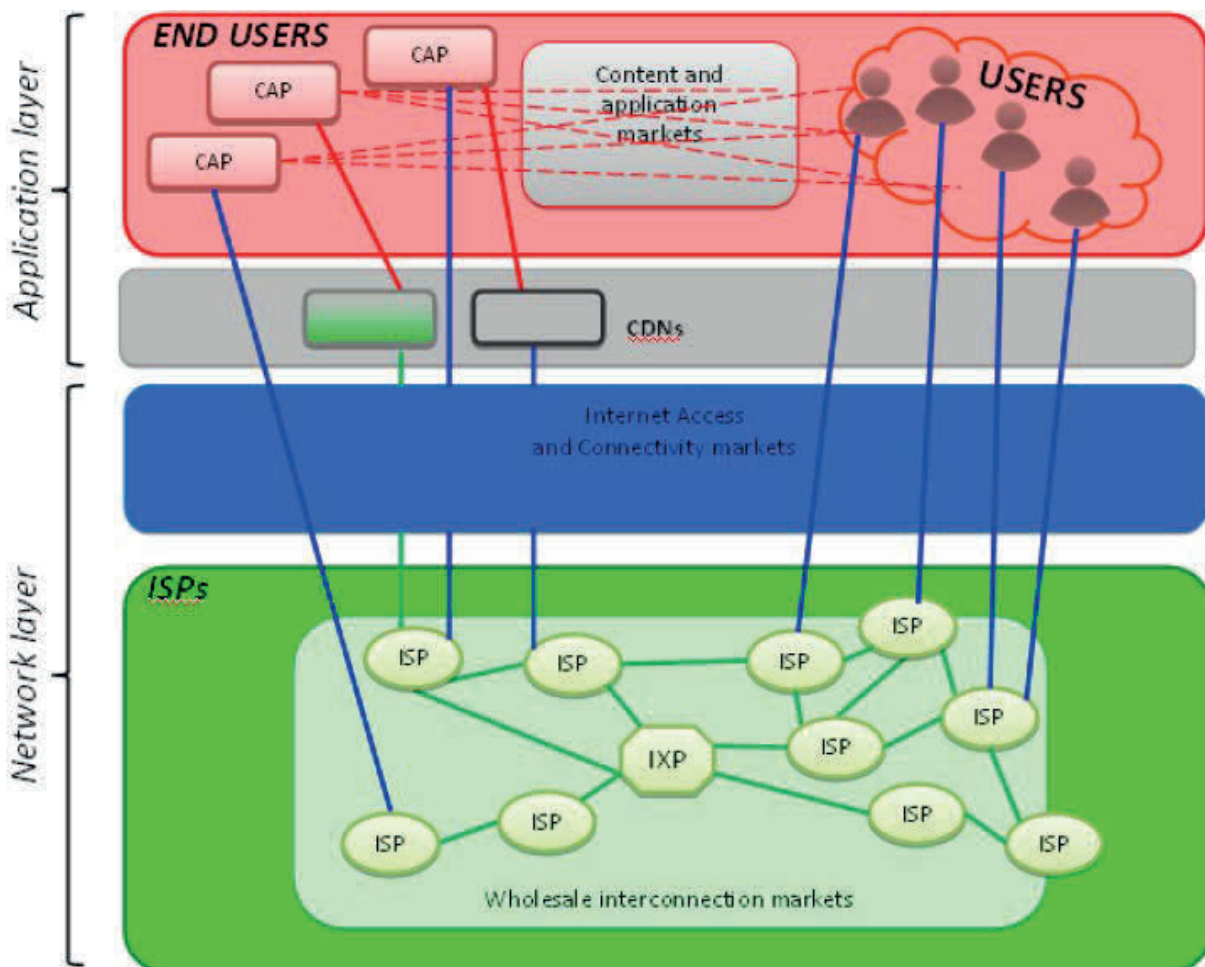 Application layer
Network layer
END USERS
CAP
CAP
CAP
Content and
application
markets
USERS
CDNs
Internet Access
and Connectivity markets
ISPs
ISP
ISP
ISP
ISP
ISP
ISP
IXP
ISP
ISP
ISP
ISP
Wholesale interconnection markets